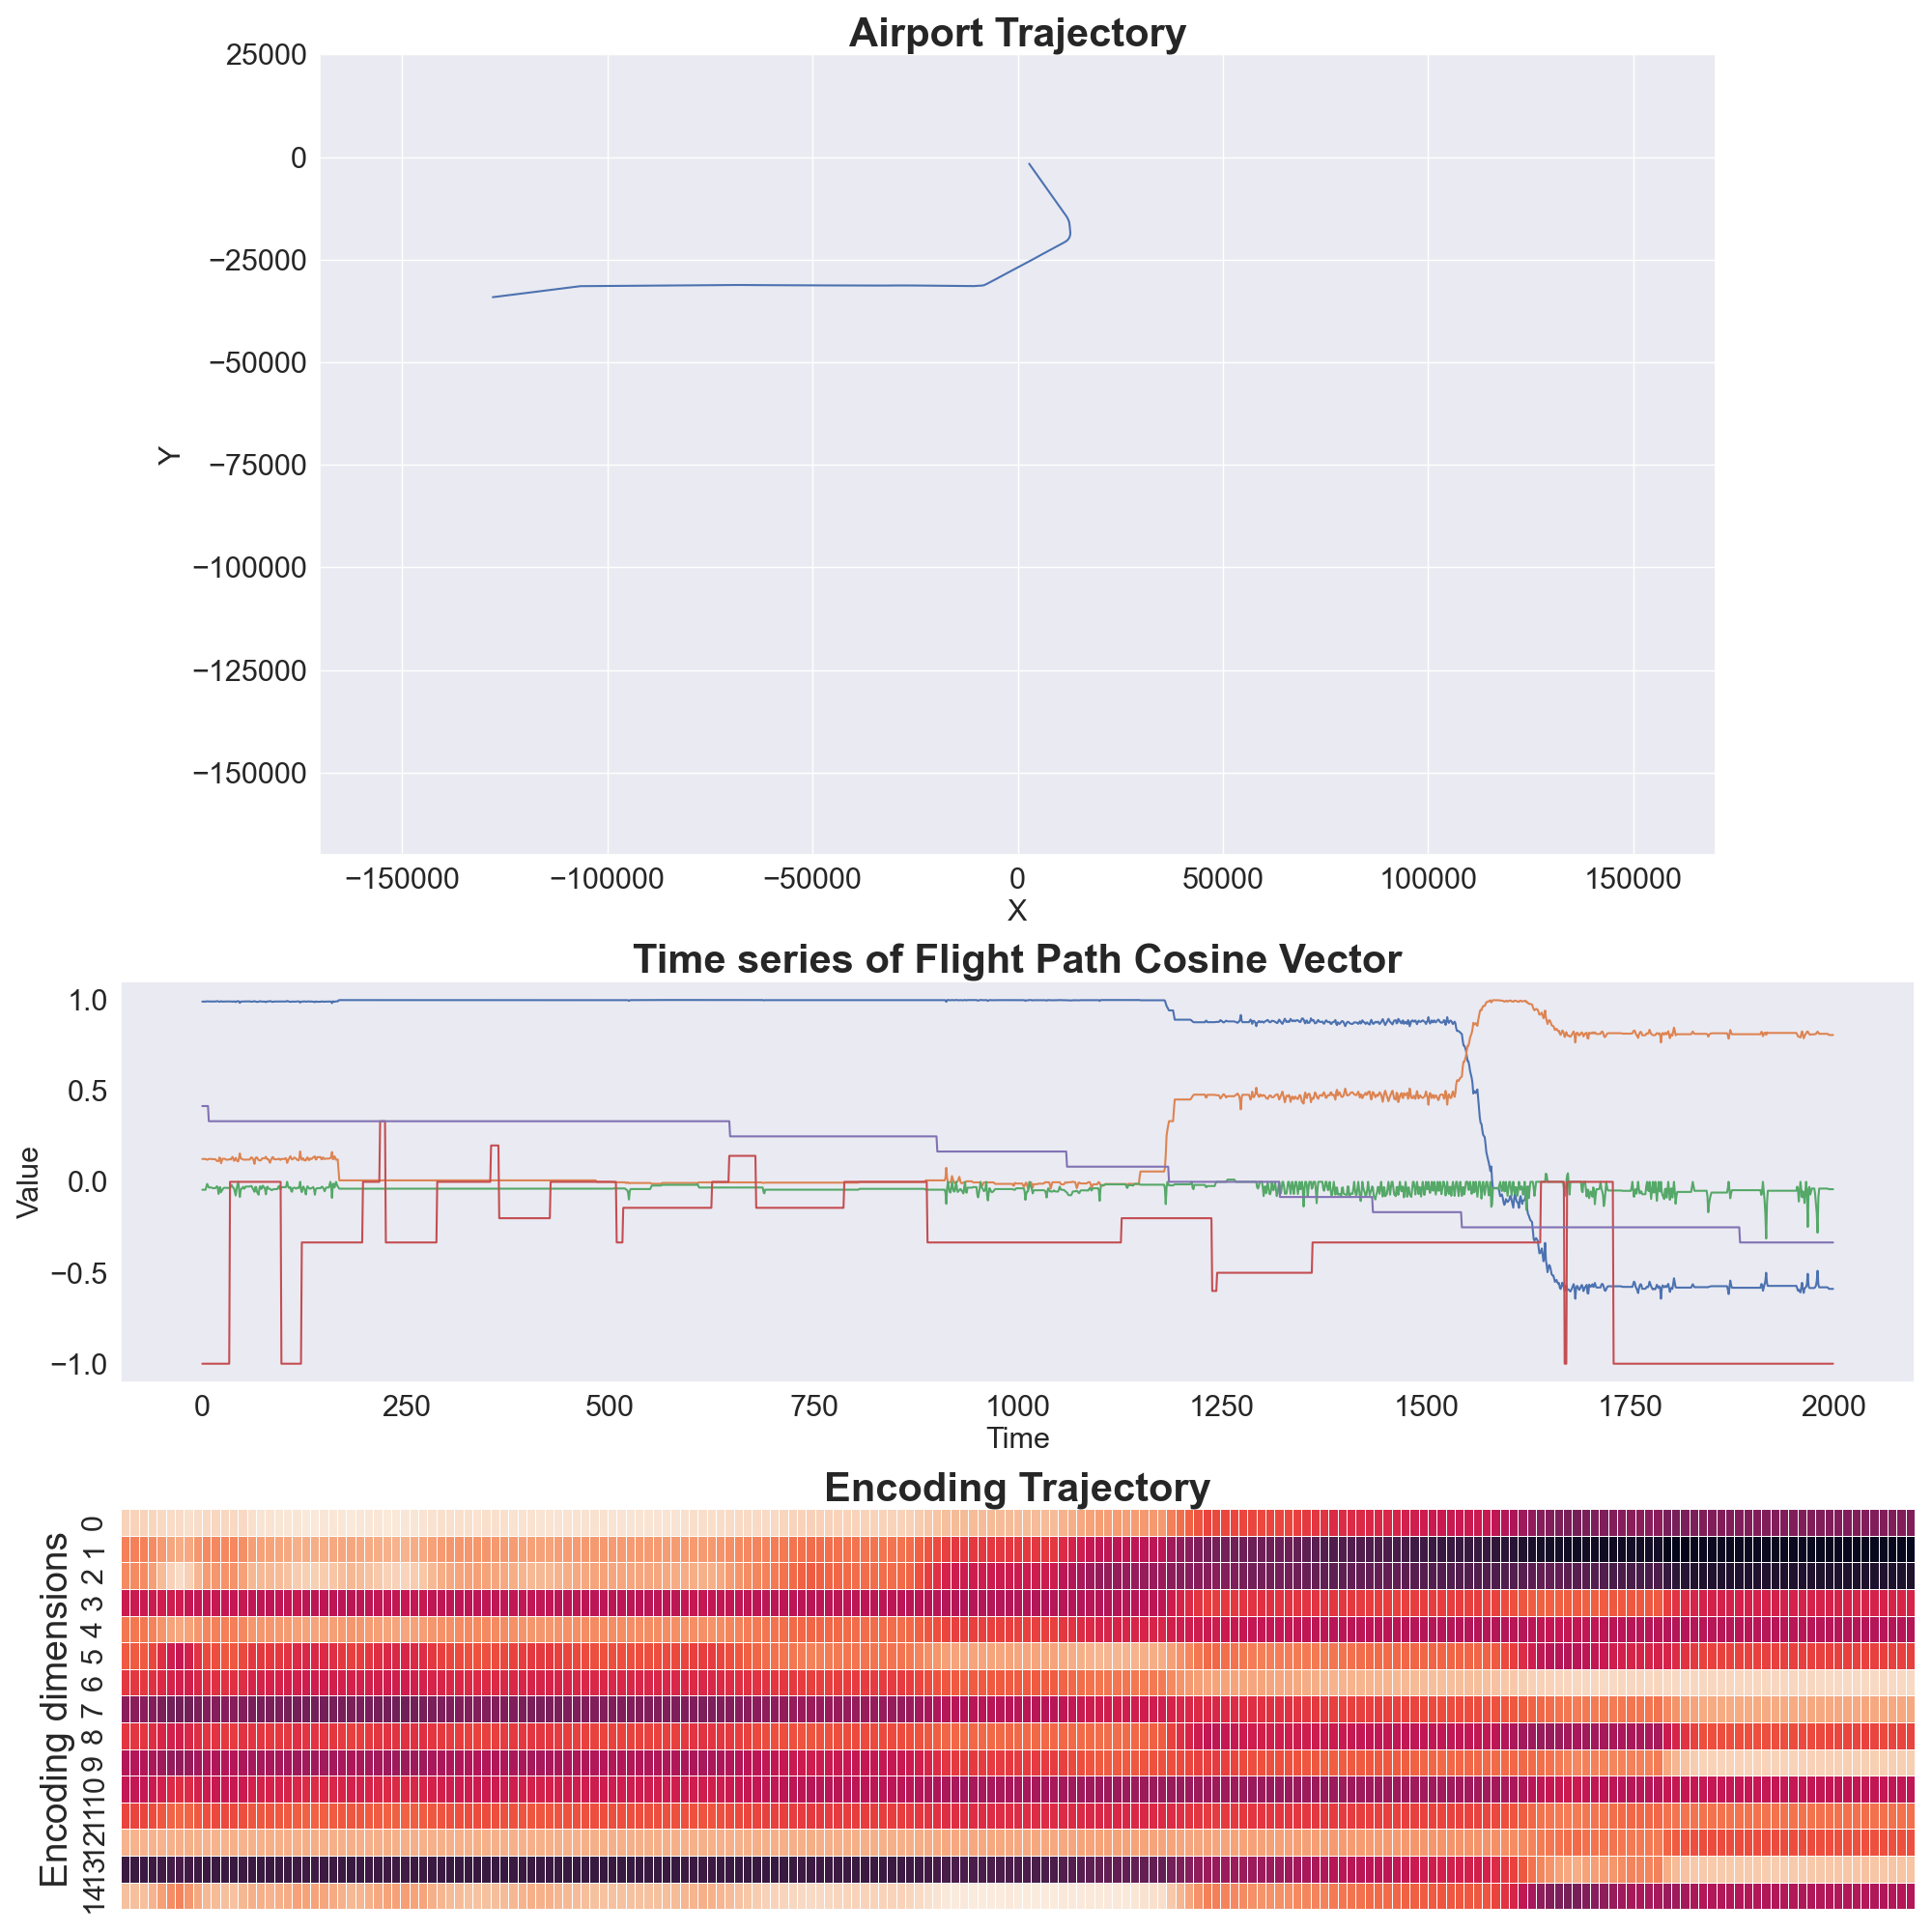 Airport Trajectory
25000
0
−25000
−50000
−75000
−100000
−125000
−150000
Y
−150000 −100000 −50000 0 50000 100000 150000
X
Time series of Flight Path Cosine Vector
1.0
0.5
0.0
−0.5
−1.0
Value
0 250 500 750 1000 1250 1500 1750 2000
Time
Encoding Trajectory
Encoding dimensions
0
1
2
3
4
5
6
7
8
9
10
11
12
13
14